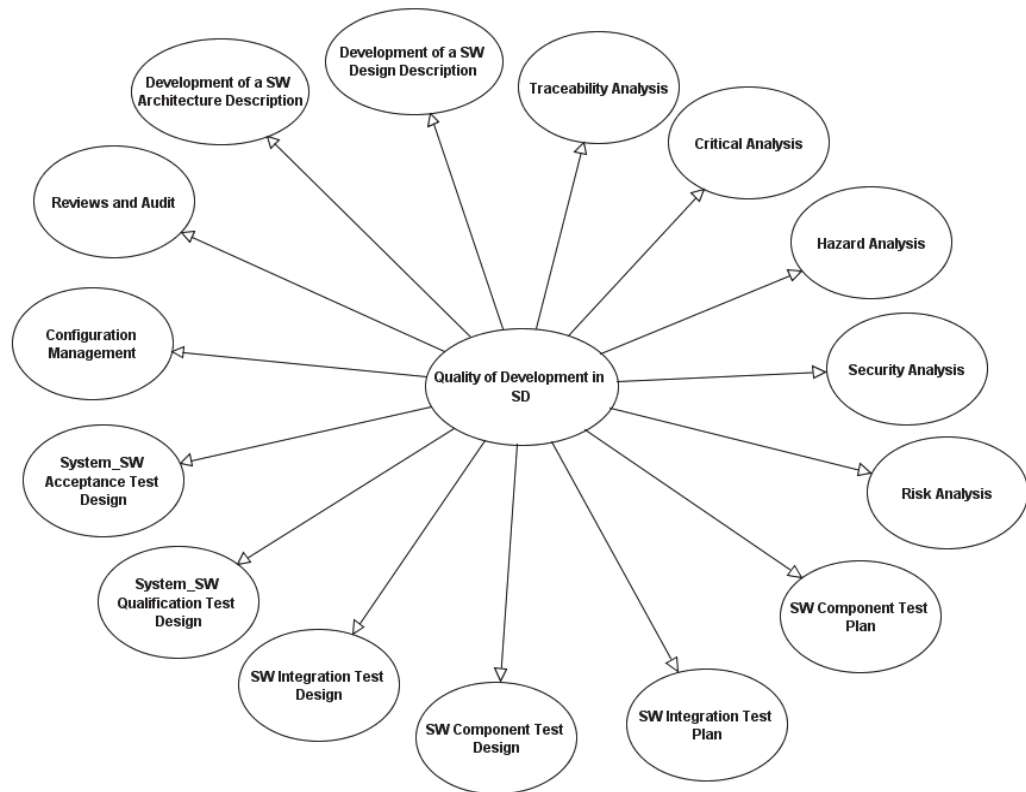 Development of a SW
Design Description
Development of a SW
Architecture Description
Traceability Analysis
Critical Analysis
Reviews and Audit
Hazard Analysis
Configuration
Management
Quality of Development in
SD
Security Analysis
System_SW
Acceptance Test
Design
Risk Analysis
System_SW
Qualification Test
Design
SW Component Test
Plan
SW Integration Test
Design
SW Component Test
Design
SW Integration Test
Plan